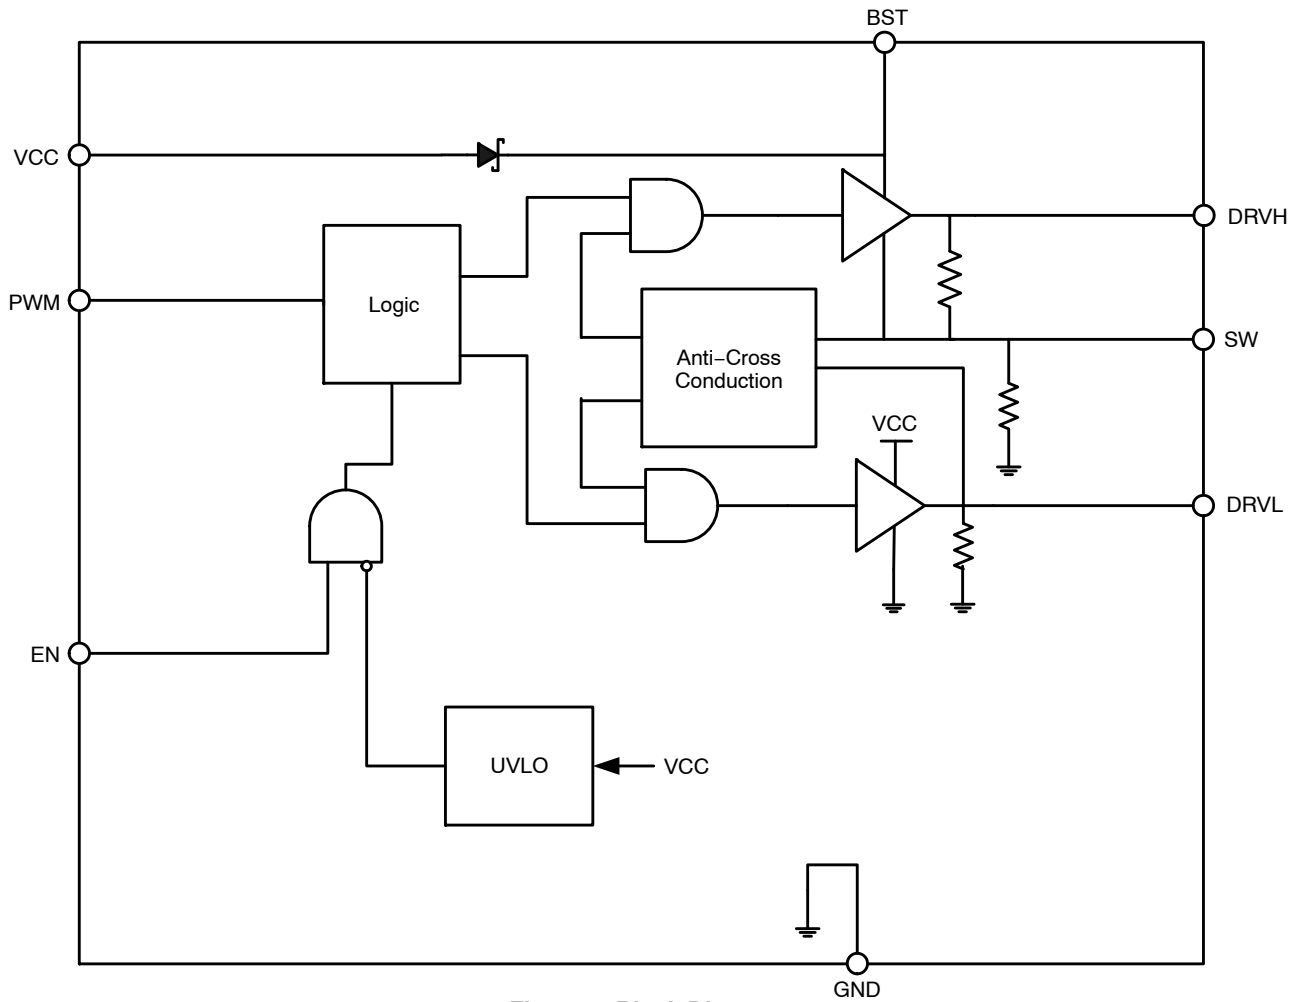 BST
VCC
DRVH
PWM
Logic
SW
Anti−Cross
Conduction
VCC
DRVL
EN
UVLO
VCC
GND